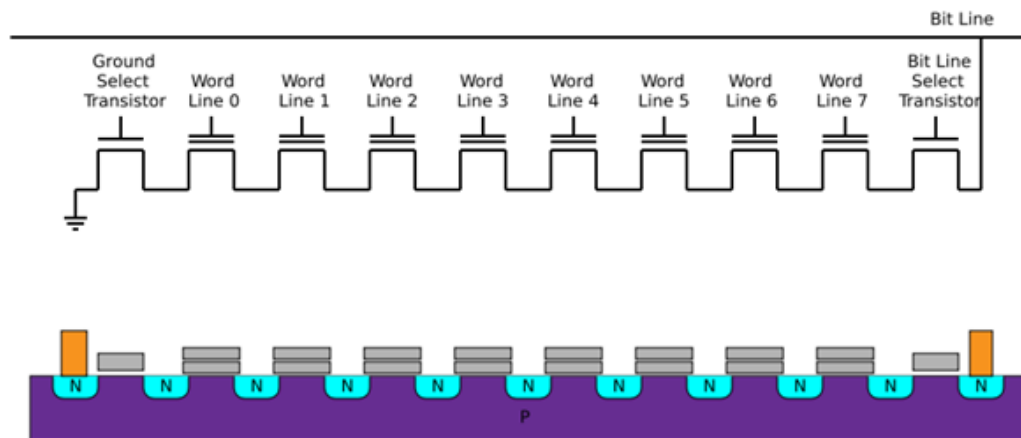 Bit Line
Ground
Select
Transistor
Word
Line 0
Word
Line 1
Word
Line 2
Word
Line 3
Word
Line 4
Word
Line 5
Word
Line 6
Word
Line 7
Bit Line
Select
Transistor
N N N N N N N N N N N
P